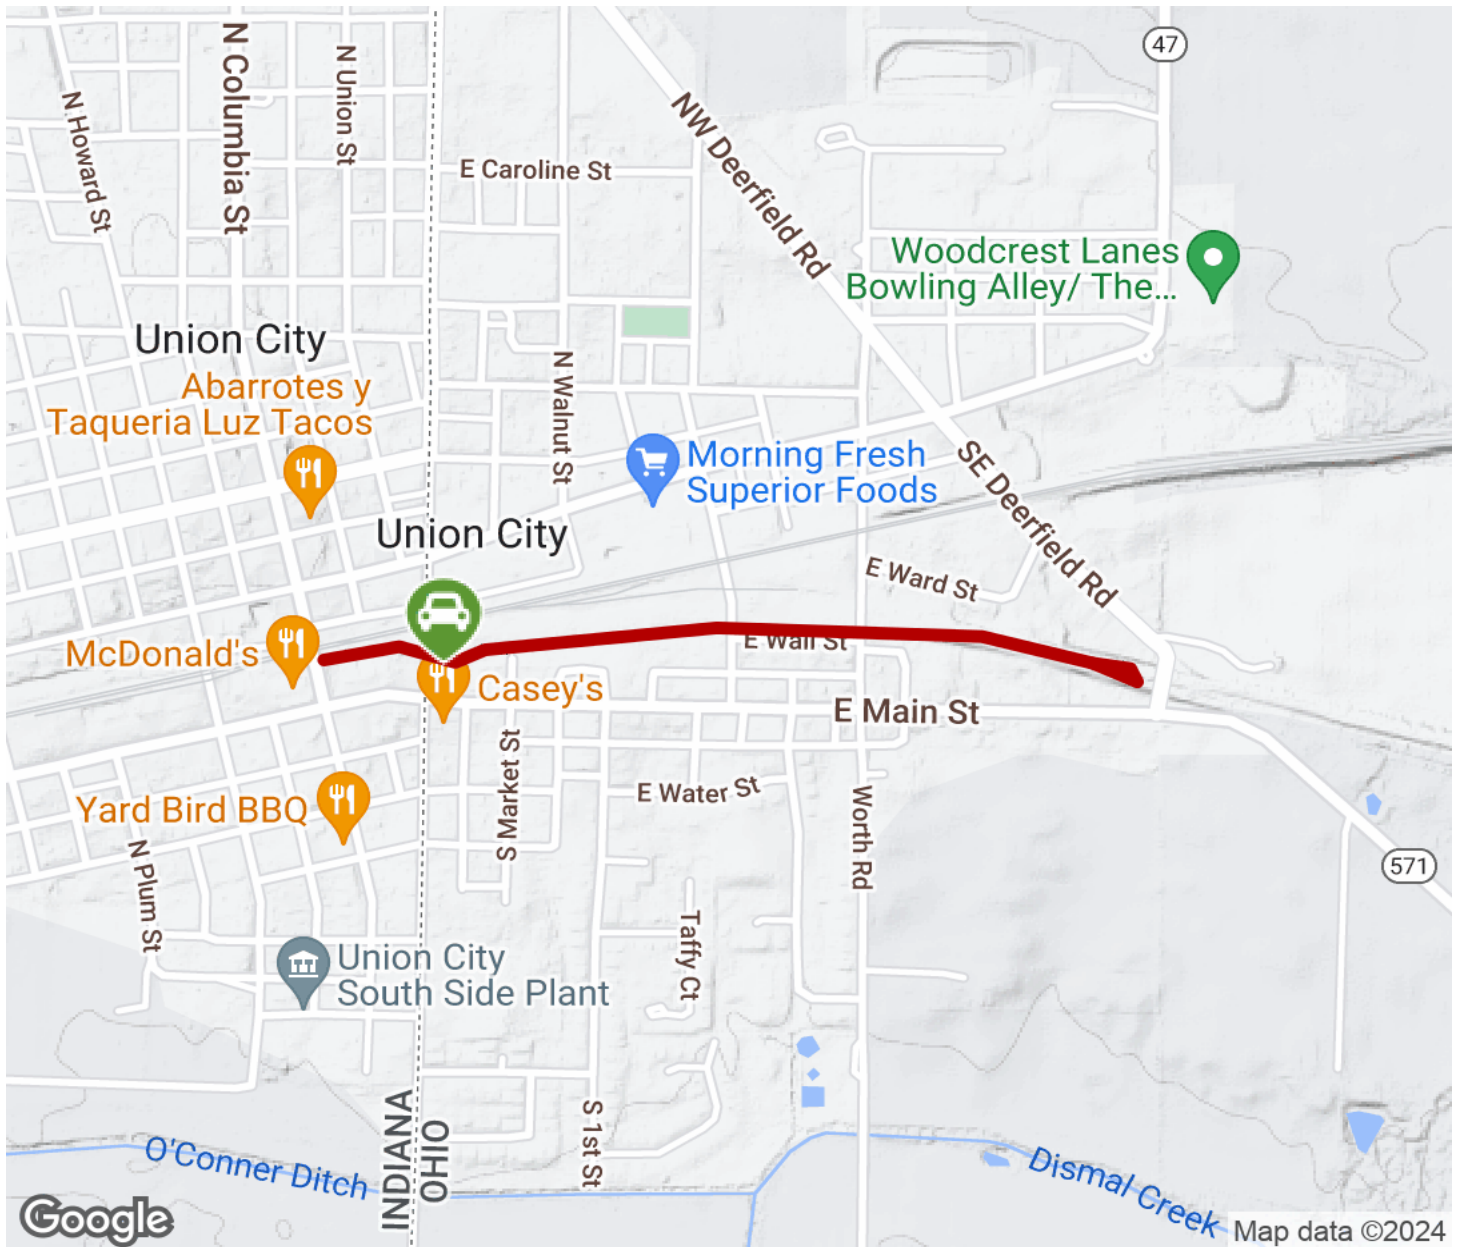 47
N Columbia St
N Union St
N Howard St
E Caroline St
NW Deerfield Rd
Woodcrest Lanes
Bowling Alley/ The...
Union City
Abarrotes y
Taqueria Luz Tacos
N Walnut St
Morning Fresh
Superior Foods
SE Deerfield Rd
Union City
E Ward St
McDonald's
E Wall St
Casey's
E Main St
S Market St
E Water St
Yard Bird BBQ
Worth Rd
N Plum St
571
Taffy Ct
Union City
South Side Plant
INDIANA
OHIO
S 1st St
O'Conner Ditch
Dismal Creek
Google
Map data ©2024